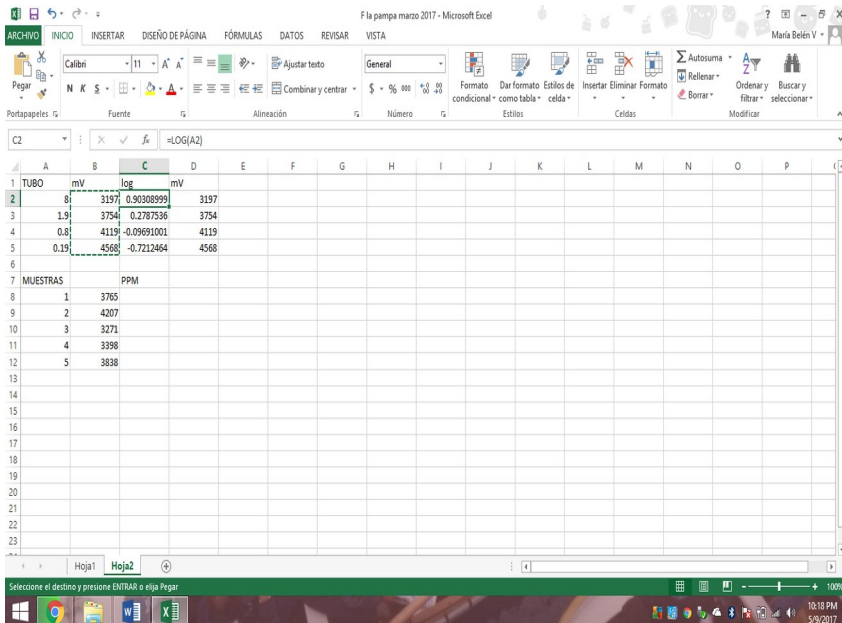 F la pampa marzo 2017 - Microsoft Excel
ARCHIVO INICIO INSERTAR DISEÑO DE PÁGINA FÓRMULAS DATOS REVISAR VISTA María Belén V
Pegar Calibri 11 A A Ajustar texto General Formato condicional Dar formato como tabla Estilos de celda Insertar Eliminar Formato Autosuma Rellenar Borrar Ordenar y filtrar Buscar y seleccionar
N K S A Combinar y centrar $ % 000
Portapapeles Fuente Alineación Número Estilos Celdas Modificar
C2 fx =LOG(A2)
A B C D E F G H I J K L M N O P
1 TUBO mV log mV
2 8 3197 0.90308999 3197
3 1.9 3754 0.2787536 3754
4 0.8 4119 -0.09691001 4119
5 0.19 4568 -0.7212464 4568
6
7 MUESTRAS PPM
8 1 3765
9 2 4207
10 3 3271
11 4 3398
12 5 3838
13
14
15
16
17
18
19
20
21
22
23
Hoja1 Hoja2
Seleccione el destino y presione ENTRAR o elija Pegar 100%
10:18 PM
5/9/2017